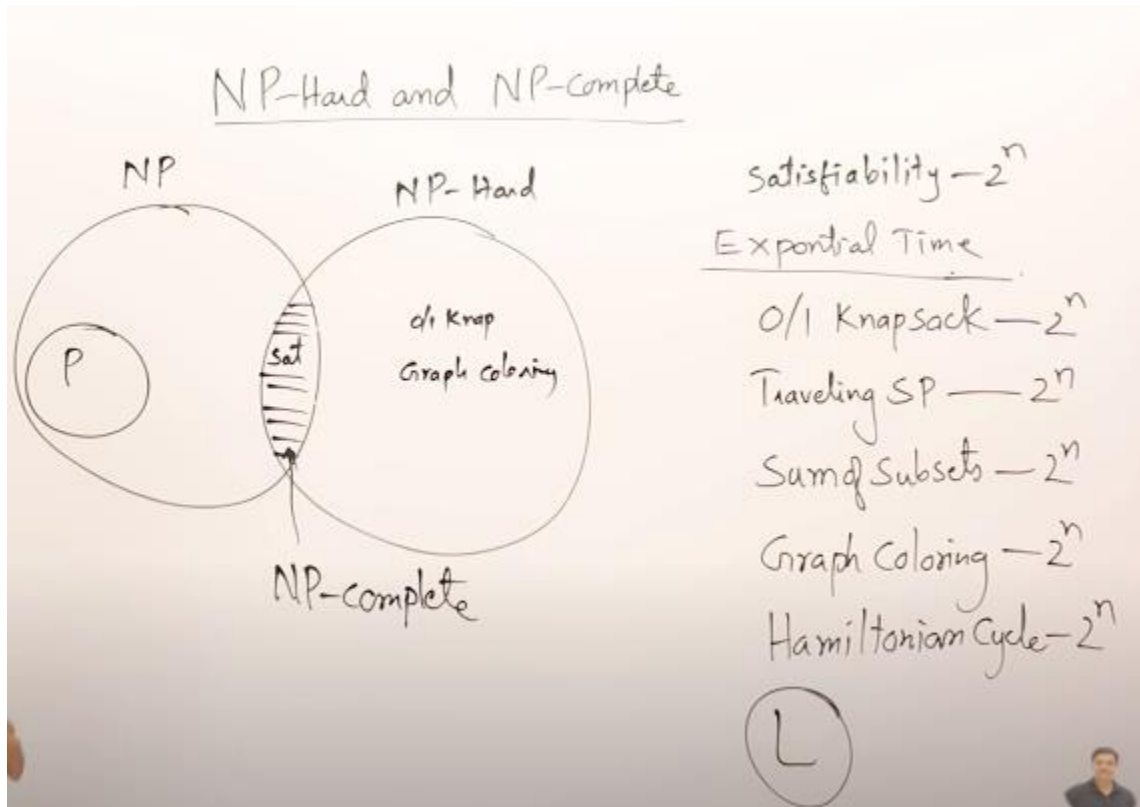 NP-Hard and NP-complete
NP
NP-Hard
P
Sat
0/1 Knap
Graph coloring
NP-complete
Satisfiability – 2^n
Expontial Time
0/1 Knapsack – 2^n
Traveling SP – 2^n
Sum of Subsets – 2^n
Graph Coloring – 2^n
Hamiltonian Cycle – 2^n
L